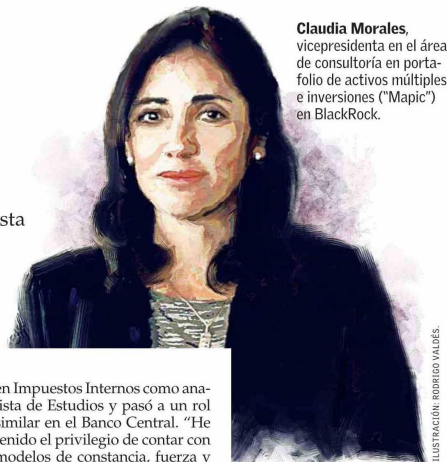 Claudia Morales,
vicepresidenta en el área
de consultoría en porta-
folio de activos múltiples
e inversiones (“Mapic”)
en BlackRock.
sta
en Impuestos Internos como ana-
ista de Estudios y pasó a un rol
similar en el Banco Central. “He
enido el privilegio de contar con
modelos de constancia, fuerza y
ILUSTRACIÓN: RODRIGO VALDÉS.